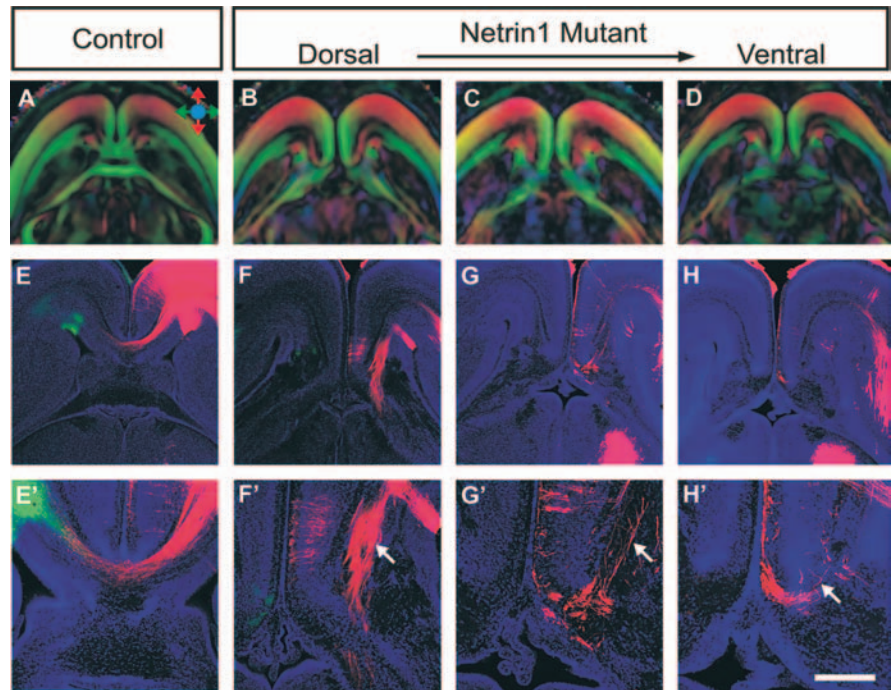 Control
Netrin1 Mutant
Dorsal
Ventral
A
B
C
D
E
F
G
H
E'
F'
G'
H'